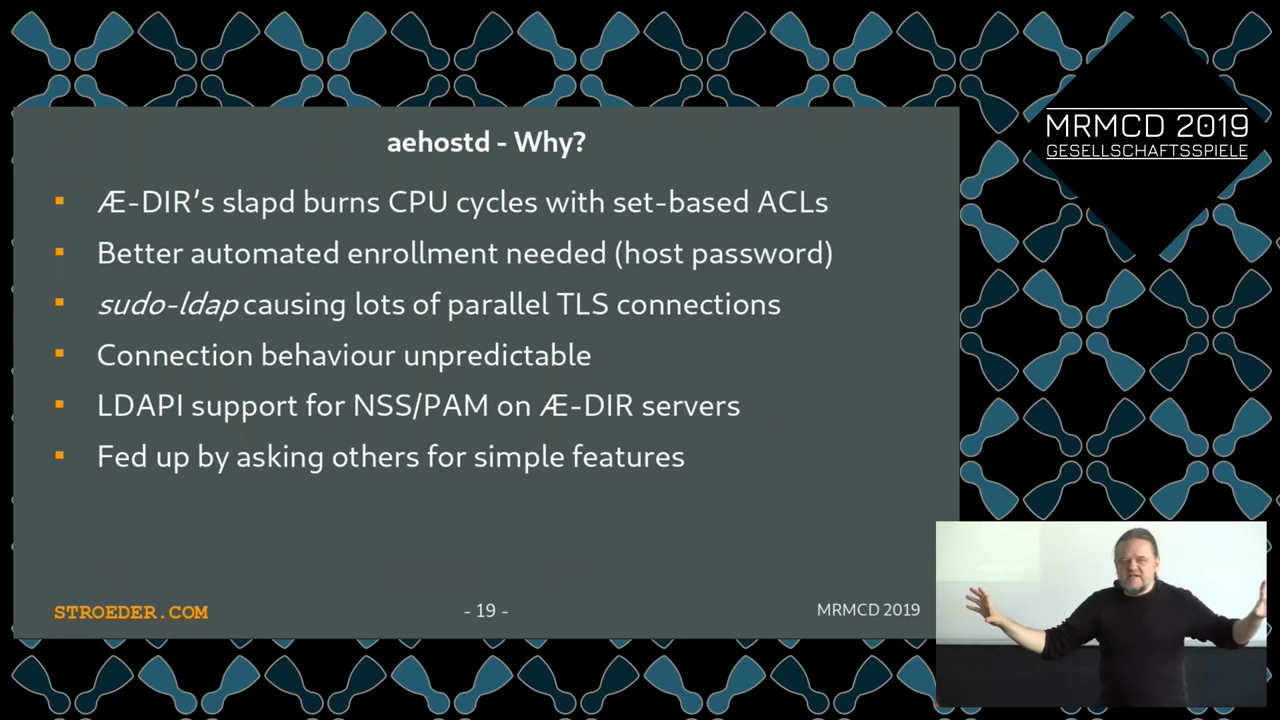 MRMCD 2019
GESELLSCHAFTSSPIELE
aehostd - Why?
▪ Æ-DIR’s slapd burns CPU cycles with set-based ACLs
▪ Better automated enrollment needed (host password)
▪ sudo-ldap causing lots of parallel TLS connections
▪ Connection behaviour unpredictable
▪ LDAPI support for NSS/PAM on Æ-DIR servers
▪ Fed up by asking others for simple features
STROEDER.COM
- 19 -
MRMCD 2019